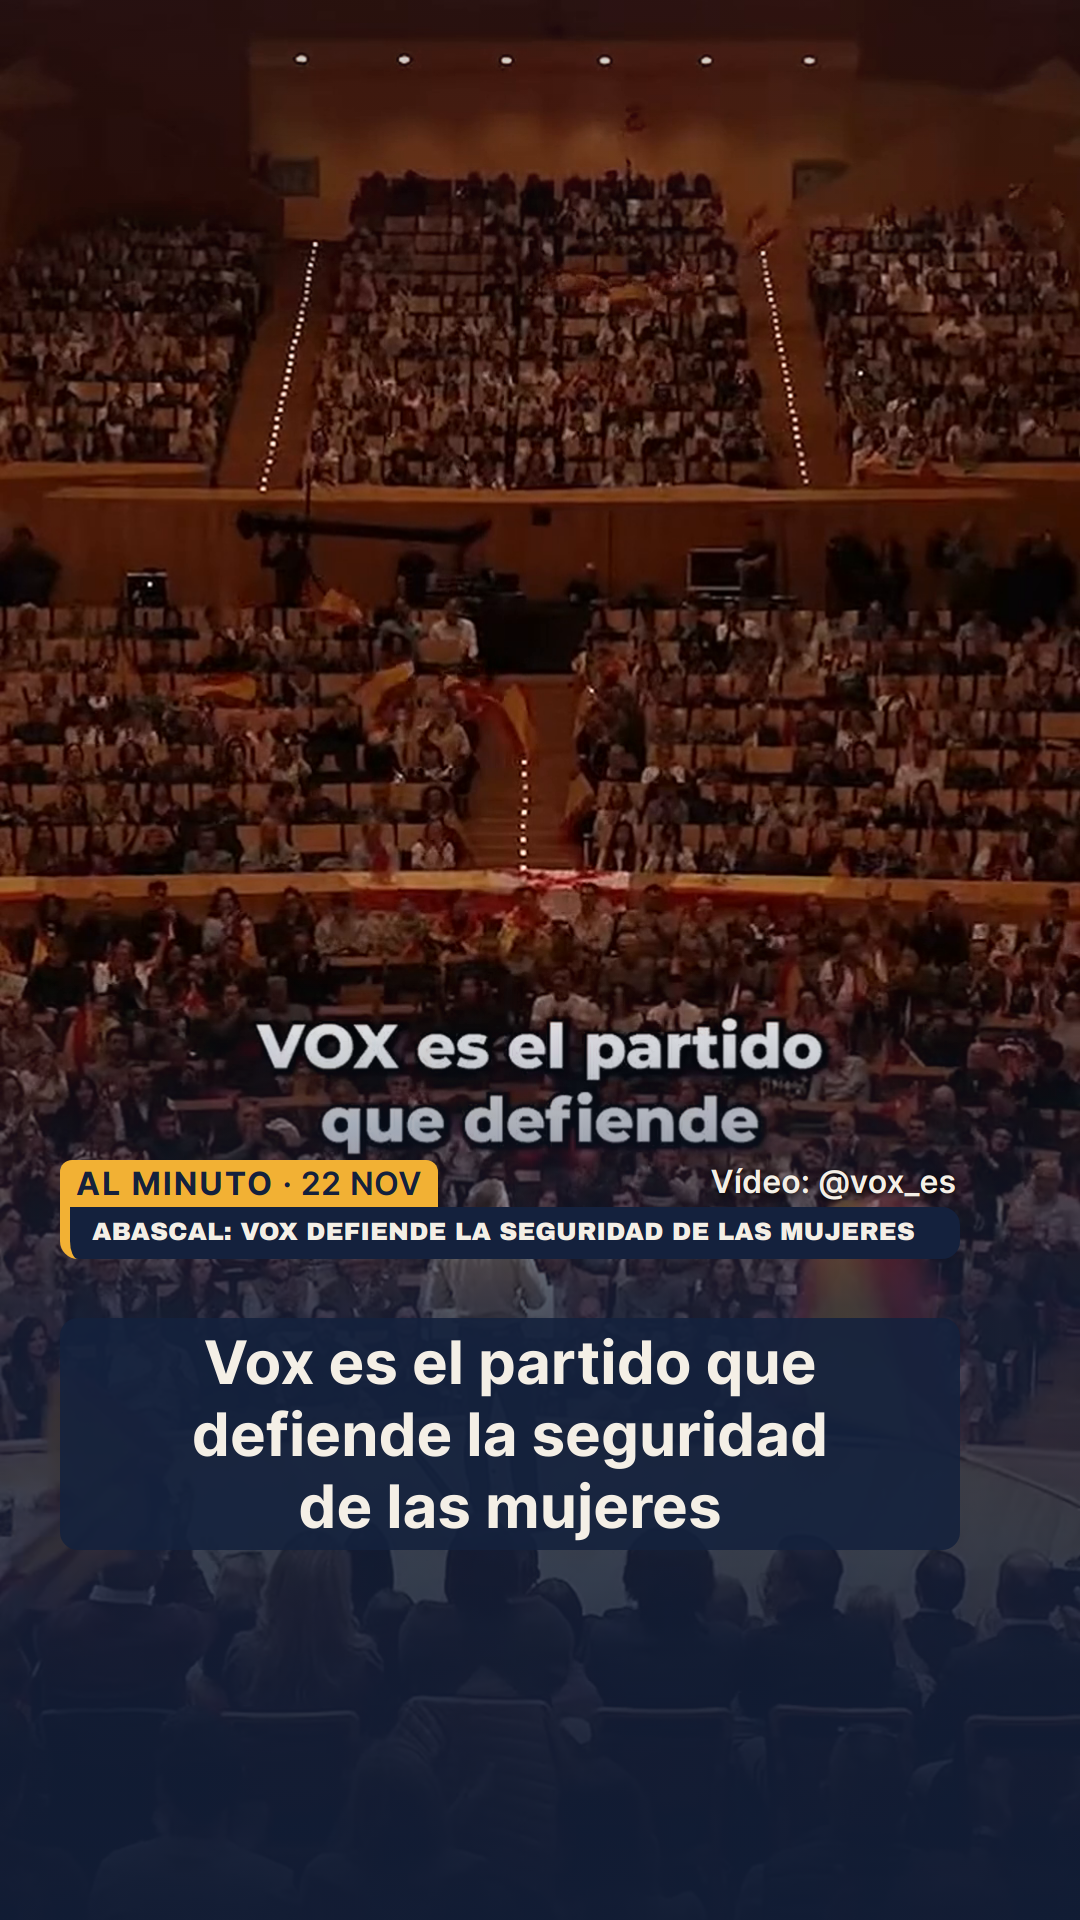 VOX es el partido
que defiende
AL MINUTO · 22 NOV
Vídeo: @vox_es
ABASCAL: VOX DEFIENDE LA SEGURIDAD DE LAS MUJERES
Vox es el partido que
defiende la seguridad
de las mujeres